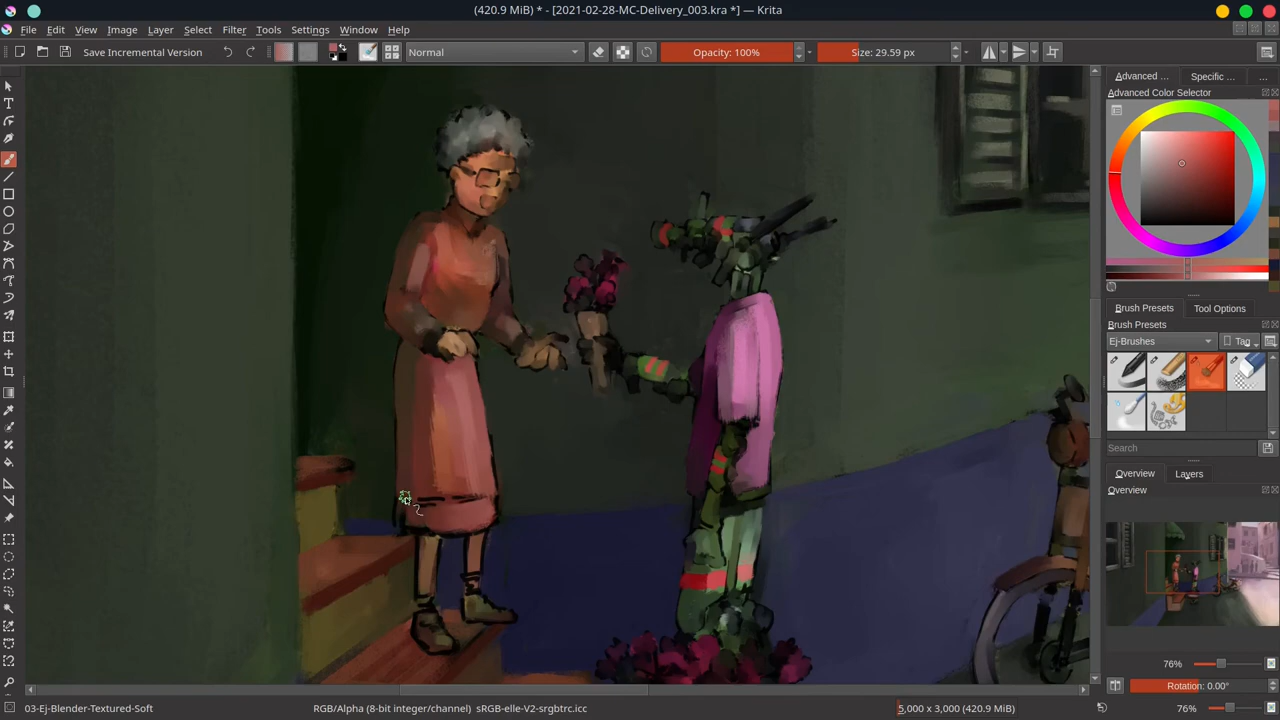 (420.9 MiB) * - [2021-02-28-MC-Delivery_003.kra *] — Krita
File Edit View Image Layer Select Filter Tools Settings Window Help
Save Incremental Version Normal Opacity: 100% Size: 29.59 px
Advanced ... Specific ... ...
Advanced Color Selector
Brush Presets Tool Options
Brush Presets
Ej-Brushes Tag
Search
Overview Layers
Overview
76%
Rotation: 0.00°
03-Ej-Blender-Textured-Soft RGB/Alpha (8-bit integer/channel) sRGB-elle-V2-srgbtrc.icc 5,000 x 3,000 (420.9 MiB) 76%